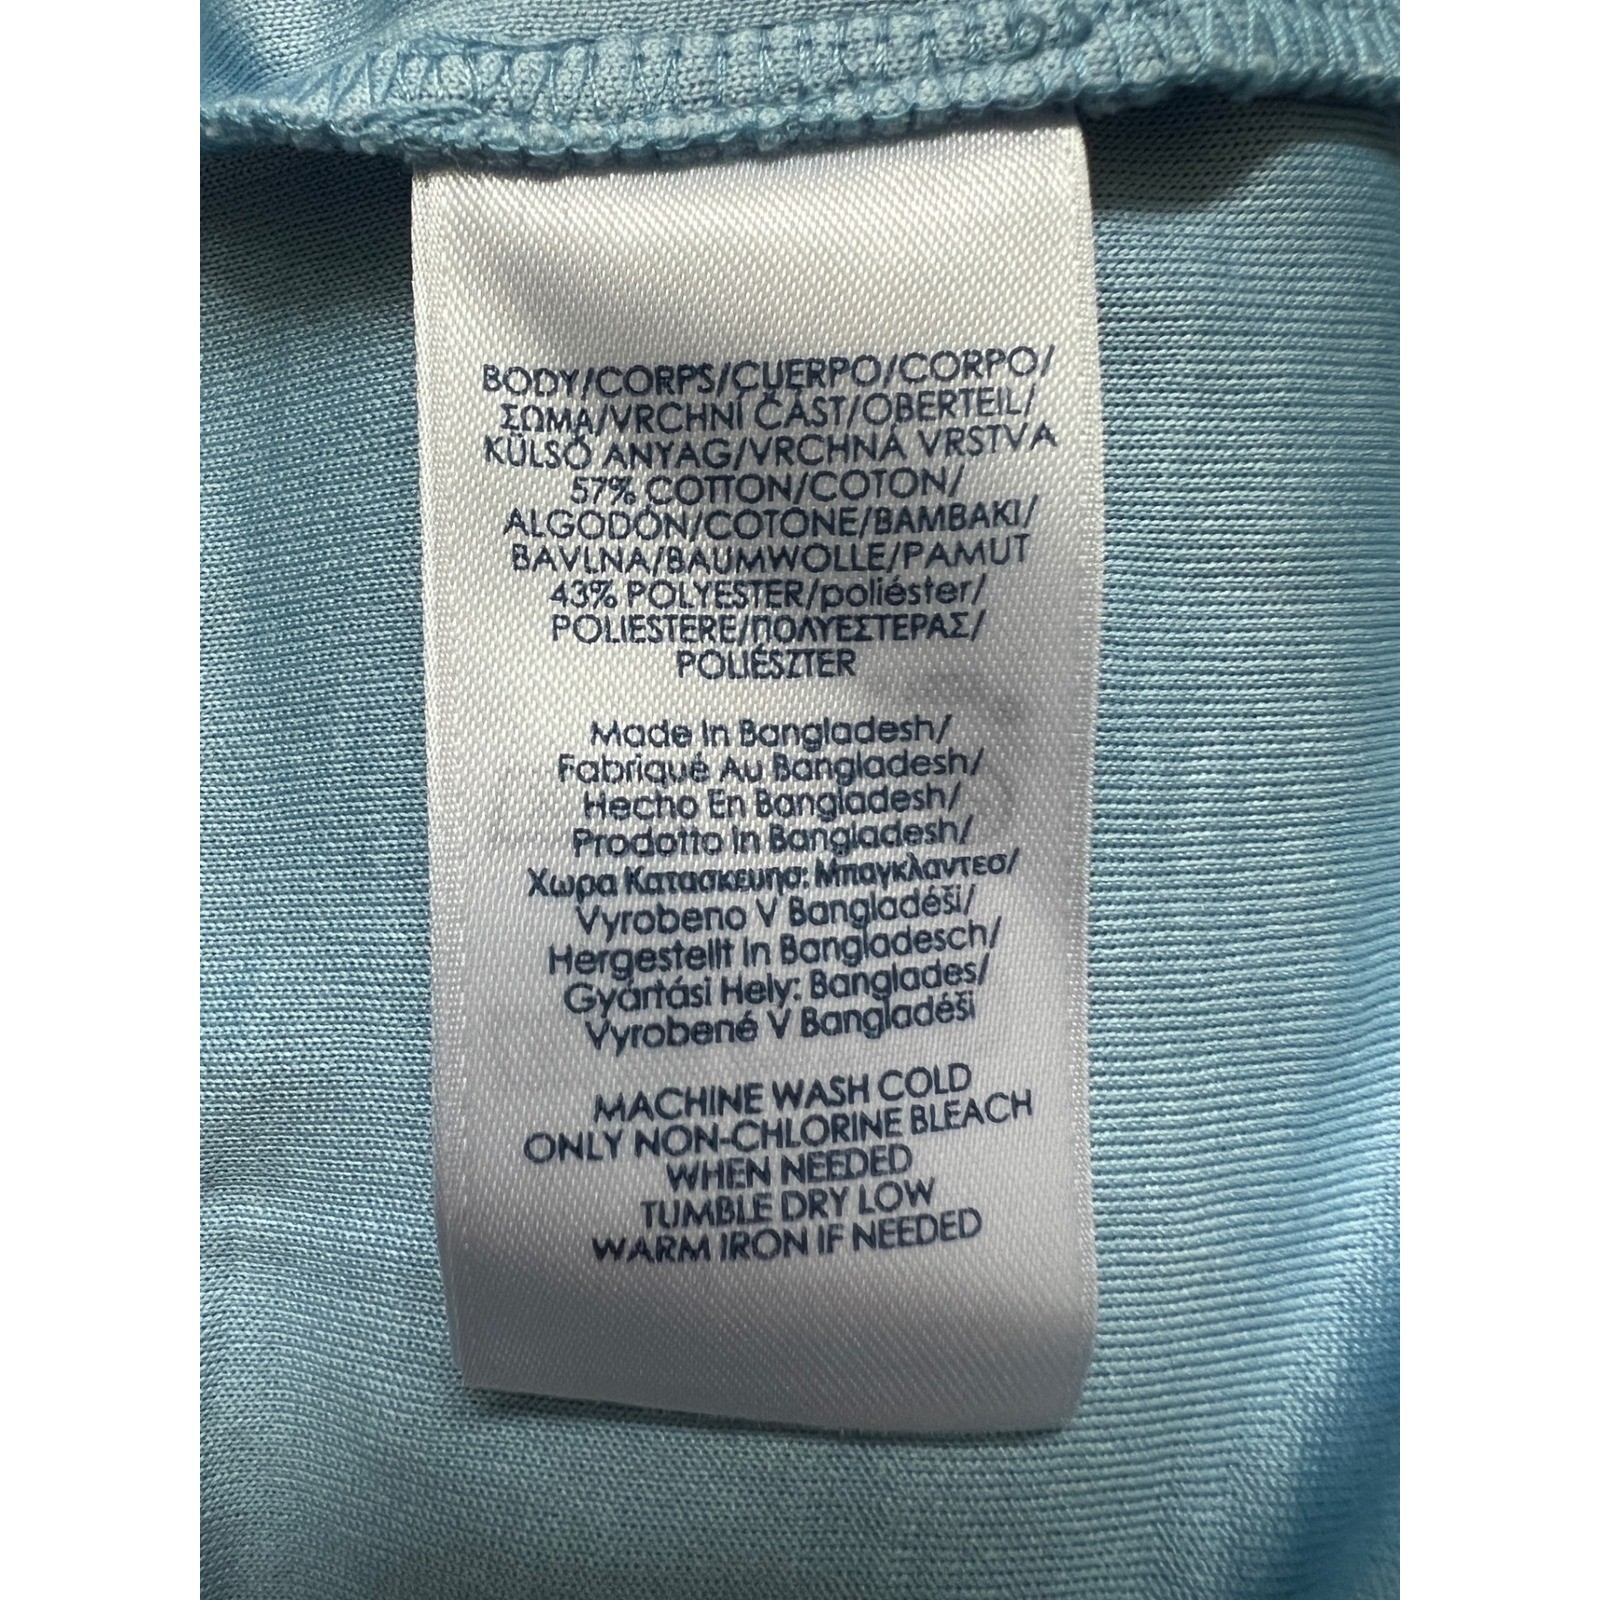 BODY/CORPS/CUERPO/CORPO/
ΣΩΜΑ/VRCHNÍ ČÁST/OBERTEIL/
KÜLSŐ ANYAG/VRCHNÁ VRSTVA
57% COTTON/COTON/
ALGODÓN/COTONE/BAMBAKI/
BAVLNA/BAUMWOLLE/PAMUT
43% POLYESTER/poliéster/
POLIESTERE/ΠΟΛΥΕΣΤΕΡΑΣ/
POLIÉSZTER
Made In Bangladesh/
Fabriqué Au Bangladesh/
Hecho En Bangladesh/
Prodotto In Bangladesh/
Χωρα Κατασκευησ: Μπαγκλαντεσ/
Vyrobeno V Bangladéši/
Hergestellt In Bangladesch/
Gyártási Hely: Banglades/
Vyrobené V Bangladéši
MACHINE WASH COLD
ONLY NON-CHLORINE BLEACH
WHEN NEEDED
TUMBLE DRY LOW
WARM IRON IF NEEDED